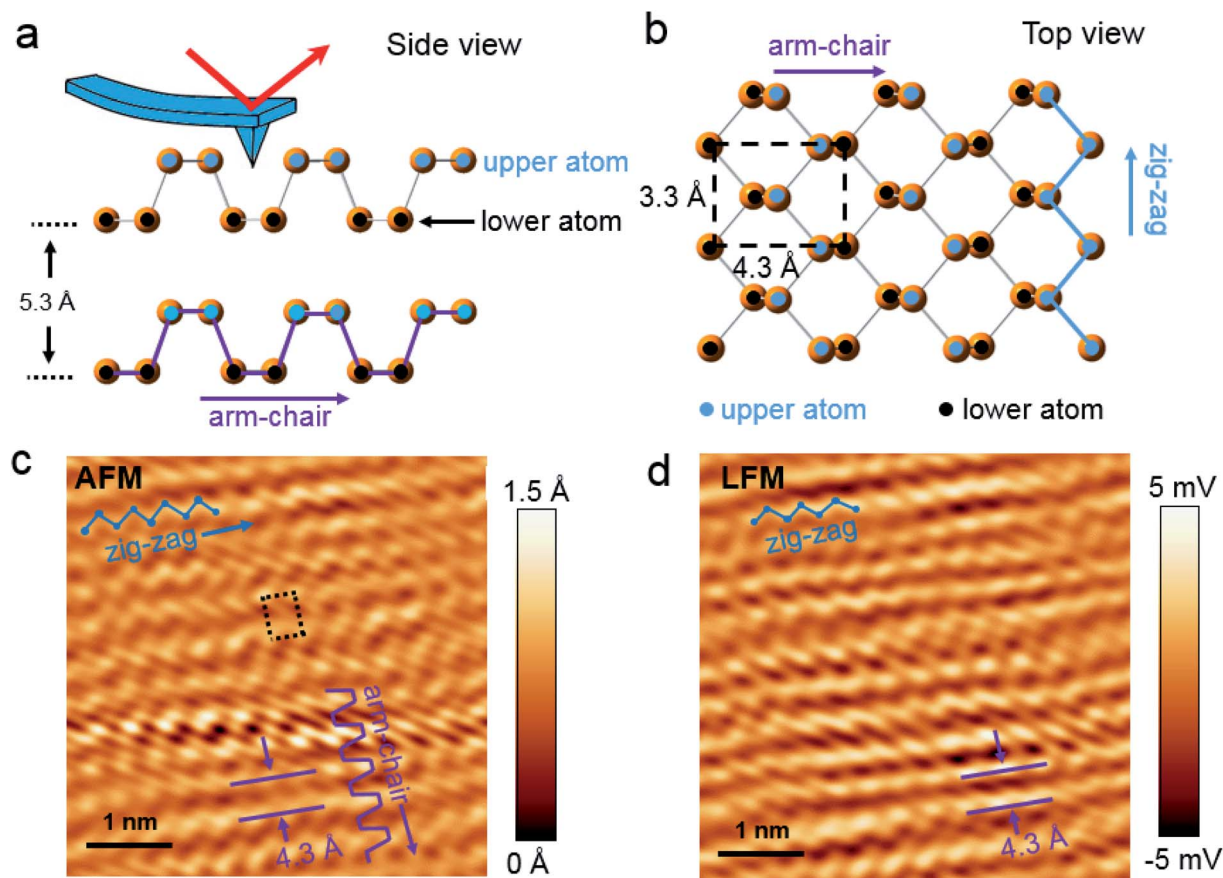 a
Side view
upper atom
lower atom
5.3 Å
arm-chair
b
arm-chair
Top view
zig-zag
3.3 Å
4.3 Å
upper atom
lower atom
c
AFM
zig-zag
arm-chair
4.3 Å
1 nm
1.5 Å
0 Å
d
LFM
zig-zag
4.3 Å
1 nm
5 mV
-5 mV